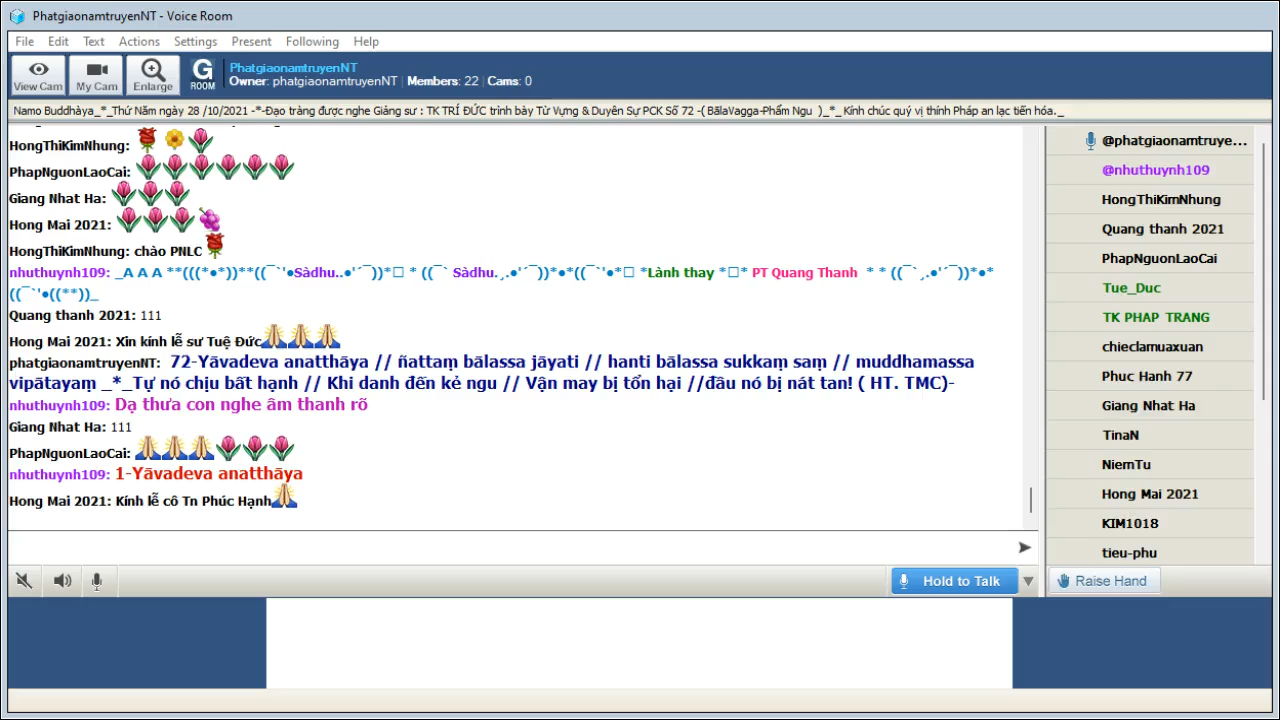 PhatgiaonamtruyenNT - Voice Room
File Edit Text Actions Settings Present Following Help
View Cam My Cam Enlarge G ROOM
PhatgiaonamtruyenNT
Owner: phatgiaonamtruyenNT | Members: 22 | Cams: 0
Namo Buddhàya_*_Thứ Năm ngày 28 /10/2021 -*-Đạo tràng được nghe Giảng sư : TK TRÍ ĐỨC trình bày Từ Vựng & Duyên Sự PCK Số 72 -( BãlaVagga-Phẩm Ngu )_*_ Kính chúc quý vị thính Pháp an lạc tiến hóa._
HongThiKimNhung:
PhapNguonLaoCai:
Giang Nhat Ha:
Hong Mai 2021:
HongThiKimNhung: chào PNLC
nhuthuynh109: _A A A **(((*●*))**((¯`'●Sàdhu..●'´¯))*□ * ((¯` Sàdhu.¸.●'´¯))*●*((¯`'●*□ *Lành thay *□* PT Quang Thanh * * ((¯`¸.●'´¯))*●*
((¯`'●((**))_
Quang thanh 2021: 111
Hong Mai 2021: Xin kính lễ sư Tuệ Đức
phatgiaonamtruyenNT: 72-Yāvadeva anatthāya // ñattaṃ bālassa jāyati // hanti bālassa sukkaṃ saṃ // muddhamassa
vipātayaṃ _*_Tự nó chịu bất hạnh // Khi danh đến kẻ ngu // Vận may bị tổn hại //đầu nó bị nát tan! ( HT. TMC)-
nhuthuynh109: Dạ thưa con nghe âm thanh rõ
Giang Nhat Ha: 111
PhapNguonLaoCai:
nhuthuynh109: 1-Yāvadeva anatthāya
Hong Mai 2021: Kính lễ cô Tn Phúc Hạnh
Hold to Talk
@phatgiaonamtruye...
@nhuthuynh109
HongThiKimNhung
Quang thanh 2021
PhapNguonLaoCai
Tue_Duc
TK PHAP TRANG
chieclamuaxuan
Phuc Hanh 77
Giang Nhat Ha
TinaN
NiemTu
Hong Mai 2021
KIM1018
tieu-phu
Raise Hand